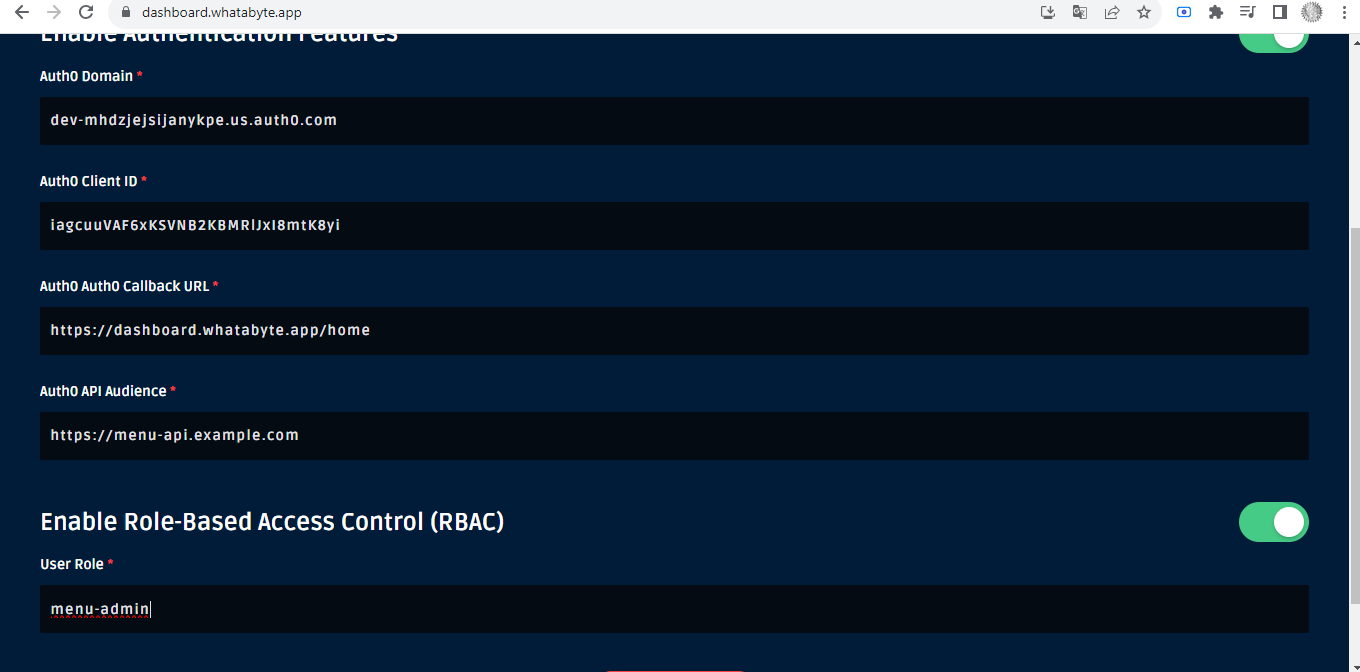 dashboard.whatabyte.app
Enable Authentication Features
Auth0 Domain *
dev-mhdzjejsijanykpe.us.auth0.com
Auth0 Client ID *
iagcuuVAF6xKSVNB2KBMRlJxI8mtK8yi
Auth0 Auth0 Callback URL *
https://dashboard.whatabyte.app/home
Auth0 API Audience *
https://menu-api.example.com
Enable Role-Based Access Control (RBAC)
User Role *
menu-admin